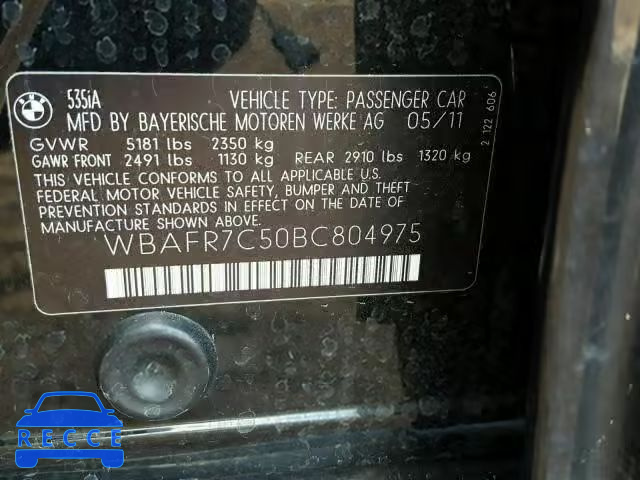 BMW
535iA VEHICLE TYPE: PASSENGER CAR
MFD BY BAYERISCHE MOTOREN WERKE AG 05/11
GVWR 5181 lbs 2350 kg
GAWR FRONT 2491 lbs 1130 kg REAR 2910 lbs 1320 kg
THIS VEHICLE CONFORMS TO ALL APPLICABLE U.S.
FEDERAL MOTOR VEHICLE SAFETY, BUMPER AND THEFT
PREVENTION STANDARDS IN EFFECT ON THE DATE OF
MANUFACTURE SHOWN ABOVE.
WBAFR7C50BC804975
2 122 606
RECCE